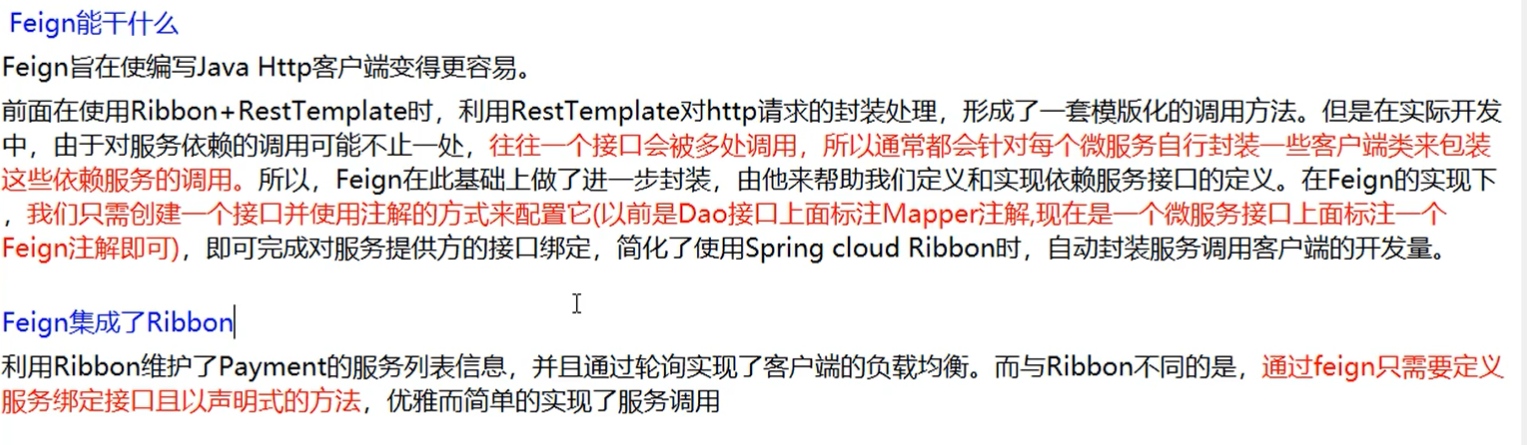 Feign能干什么
Feign旨在使编写Java Http客户端变得更容易。
前面在使用Ribbon+RestTemplate时，利用RestTemplate对http请求的封装处理，形成了一套模版化的调用方法。但是在实际开发
中，由于对服务依赖的调用可能不止一处，往往一个接口会被多处调用，所以通常都会针对每个微服务自行封装一些客户端类来包装
这些依赖服务的调用。所以，Feign在此基础上做了进一步封装，由他来帮助我们定义和实现依赖服务接口的定义。在Feign的实现下
，我们只需创建一个接口并使用注解的方式来配置它(以前是Dao接口上面标注Mapper注解,现在是一个微服务接口上面标注一个
Feign注解即可)，即可完成对服务提供方的接口绑定，简化了使用Spring cloud Ribbon时，自动封装服务调用客户端的开发量。
Feign集成了Ribbon
利用Ribbon维护了Payment的服务列表信息，并且通过轮询实现了客户端的负载均衡。而与Ribbon不同的是，通过feign只需要定义
服务绑定接口且以声明式的方法，优雅而简单的实现了服务调用